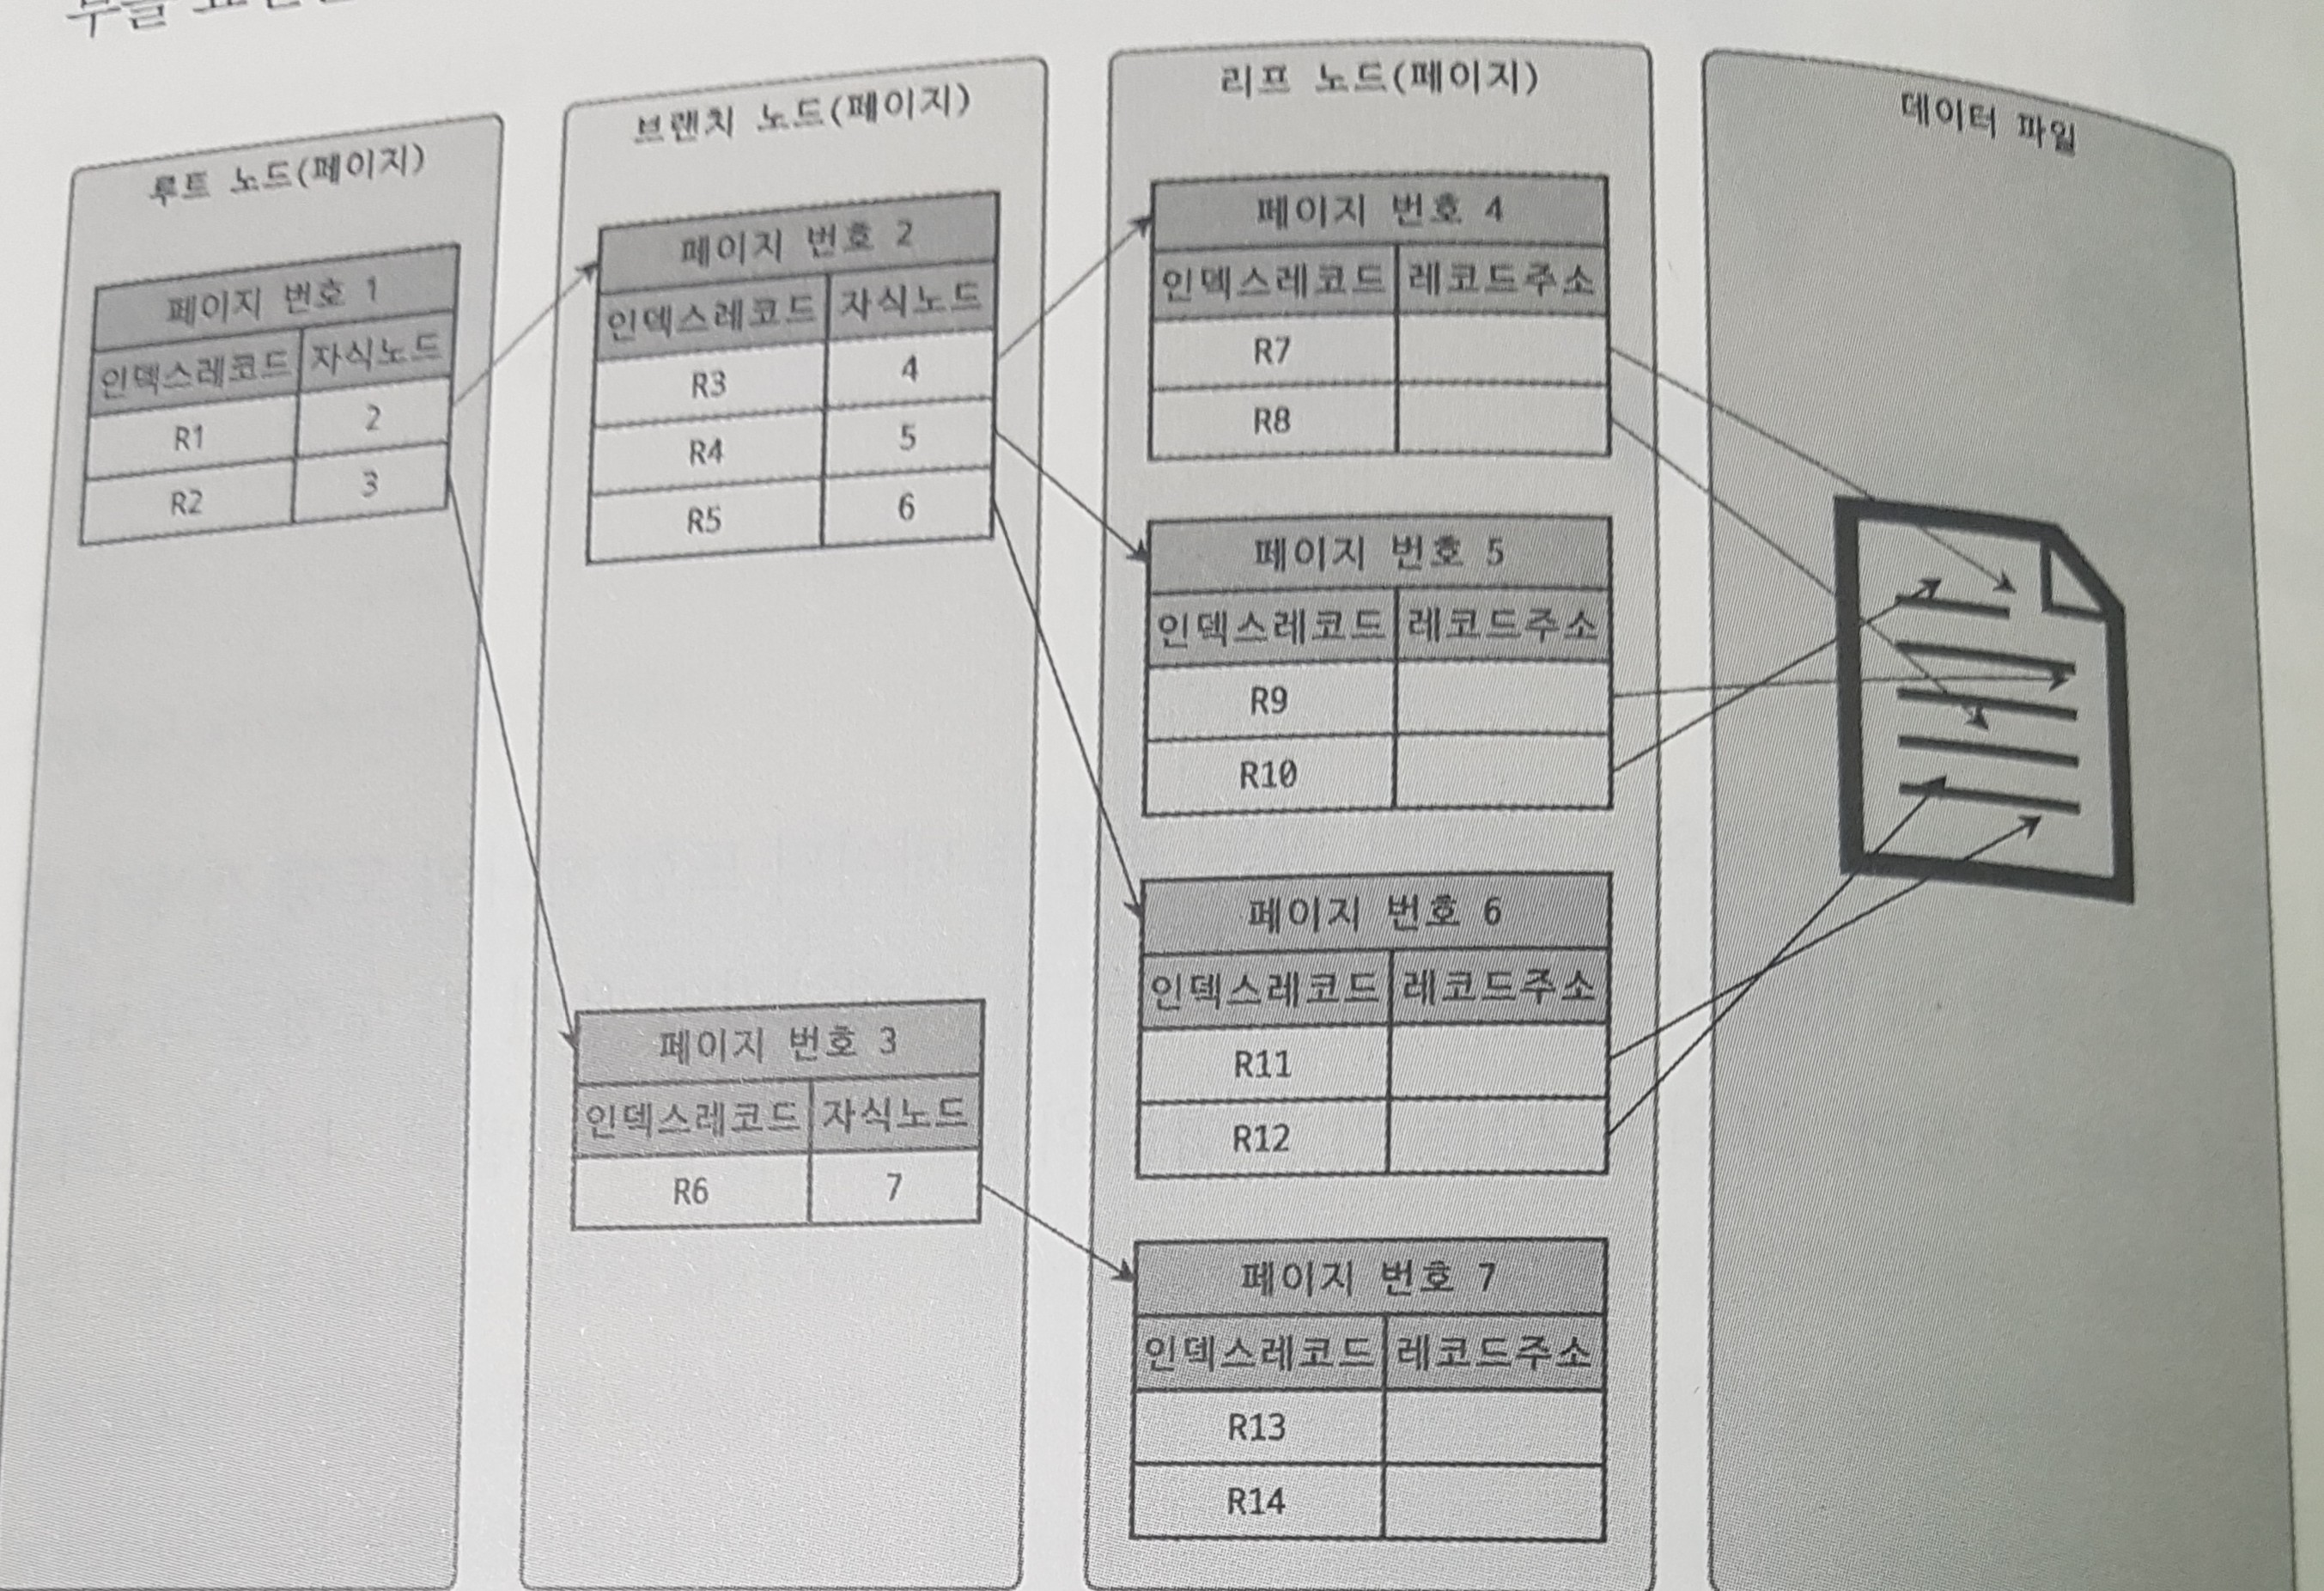 루트 노드(페이지)
페이지 번호 1
인덱스레코드 자식노드
R1 2
R2 3
브랜치 노드(페이지)
페이지 번호 2
인덱스레코드 자식노드
R3 4
R4 5
R5 6
페이지 번호 3
인덱스레코드 자식노드
R6 7
리프 노드(페이지)
페이지 번호 4
인덱스레코드 레코드주소
R7
R8
페이지 번호 5
인덱스레코드 레코드주소
R9
R10
페이지 번호 6
인덱스레코드 레코드주소
R11
R12
페이지 번호 7
인덱스레코드 레코드주소
R13
R14
데이터 파일